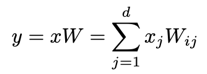 $y = xW = \sum_{j=1}^{d} x_j W_{ij}$